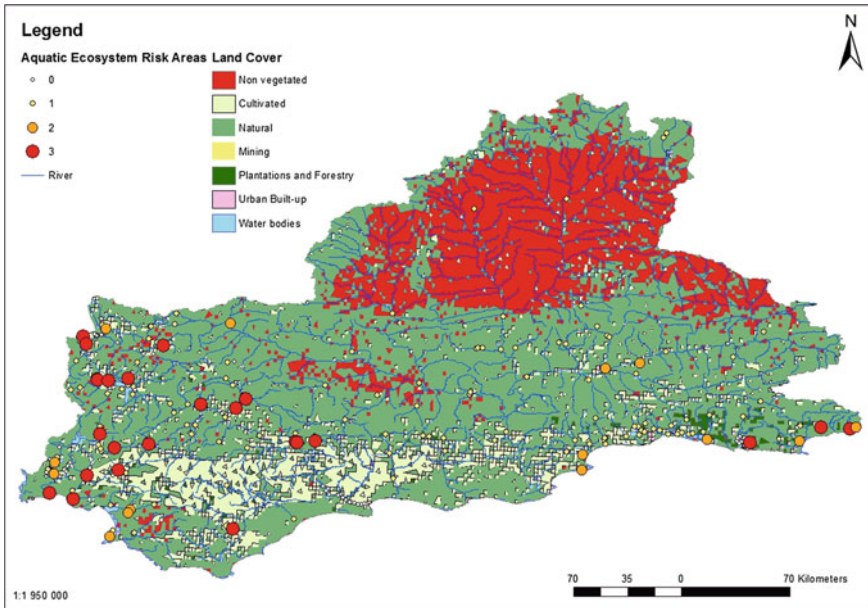 Legend
N
Aquatic Ecosystem Risk Areas Land Cover
0
1
2
3
River
Non vegetated
Cultivated
Natural
Mining
Plantations and Forestry
Urban Built-up
Water bodies
1:1 950 000
70 35 0 70 Kilometers